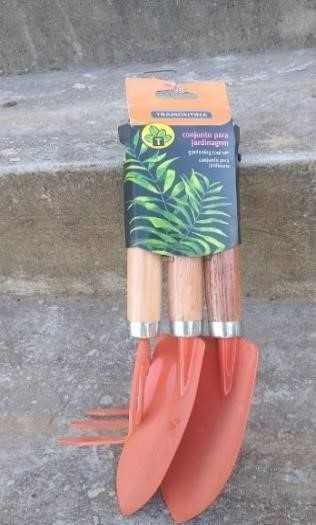 TRAMONTINA
T
conjunto para
jardinagem
gardening tool set
conjunto para
jardinería